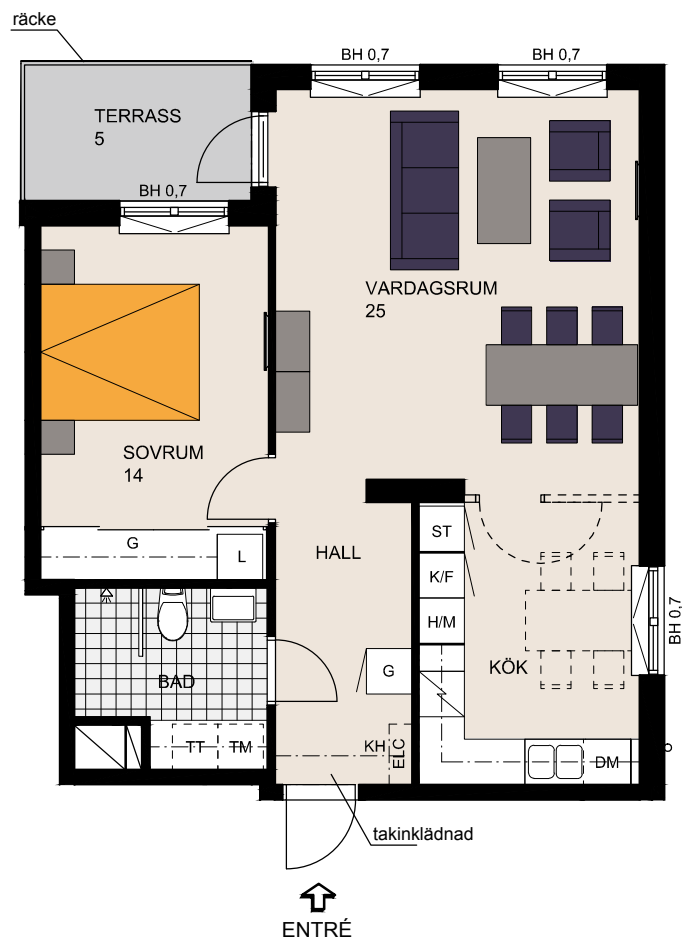 räcke
BH 0,7
BH 0,7
TERRASS
5
BH 0,7
VARDAGSRUM
25
SOVRUM
14
G
L
HALL
ST
K/F
H/M
BH 0,7
KÖK
G
BAD
TT
TM
KH
ELC
DM
takinklädnad
ENTRÉ